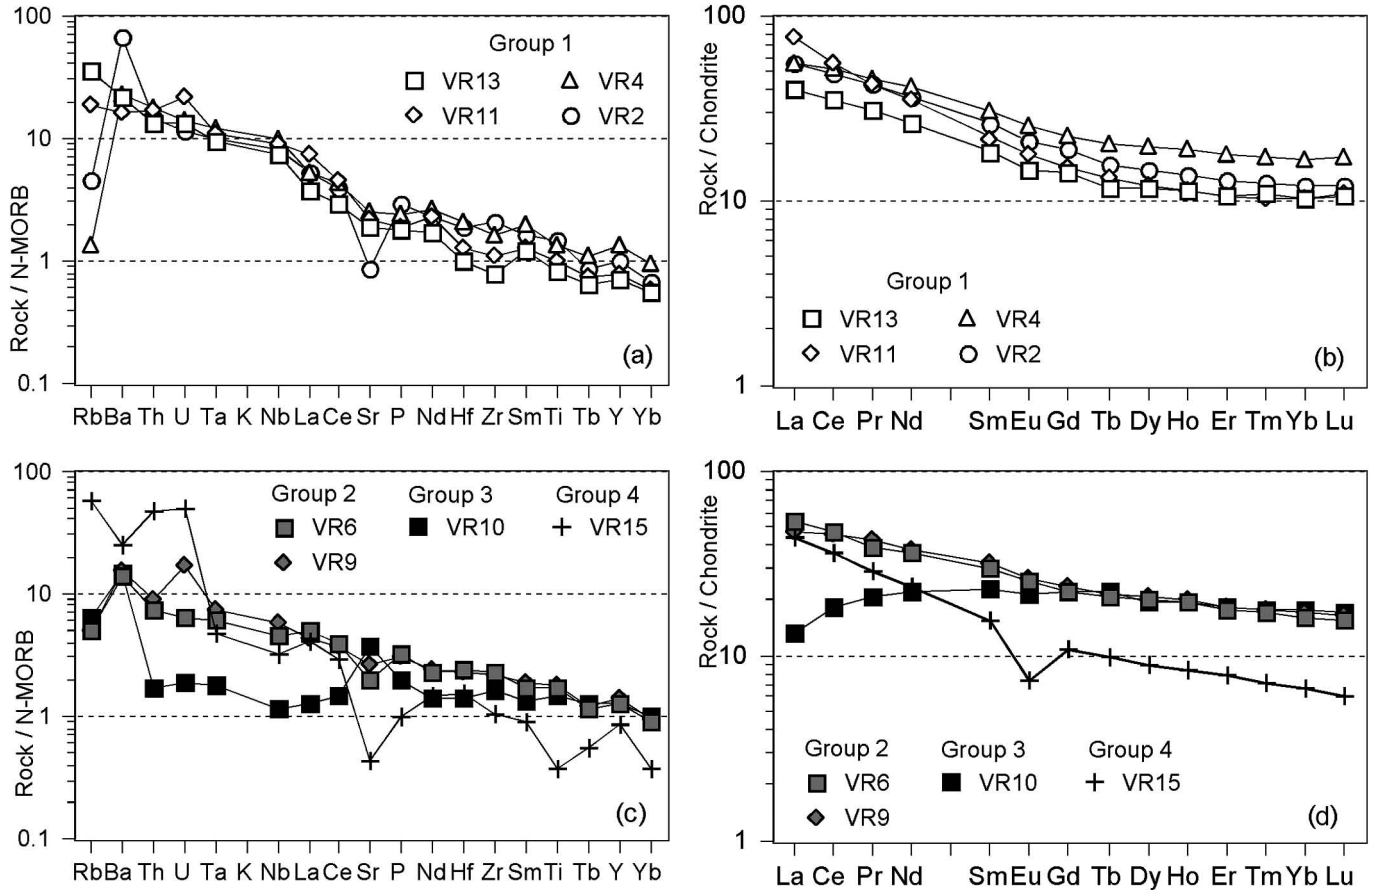 100
10
1
0.1
Rock / N-MORB
Group 1
VR13 VR4
VR11 VR2
(a)
Rb Ba Th U Ta K Nb La Ce Sr P Nd Hf Zr Sm Ti Tb Y Yb
100
10
1
Rock / Chondrite
Group 1
VR13 VR4
VR11 VR2
(b)
La Ce Pr Nd Sm Eu Gd Tb Dy Ho Er Tm Yb Lu
100
10
1
0.1
Rock / N-MORB
Group 2 Group 3 Group 4
VR6 VR10 VR15
VR9
(c)
Rb Ba Th U Ta K Nb La Ce Sr P Nd Hf Zr Sm Ti Tb Y Yb
100
10
1
Rock / Chondrite
Group 2 Group 3 Group 4
VR6 VR10 VR15
VR9
(d)
La Ce Pr Nd Sm Eu Gd Tb Dy Ho Er Tm Yb Lu